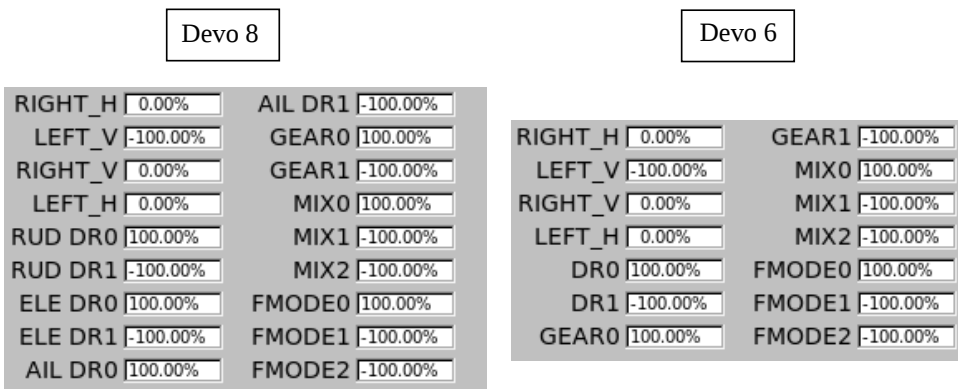 Devo 8
RIGHT_H 0.00% AIL DR1 -100.00%
LEFT_V -100.00% GEAR0 100.00%
RIGHT_V 0.00% GEAR1 -100.00%
LEFT_H 0.00% MIX0 100.00%
RUD DR0 100.00% MIX1 -100.00%
RUD DR1 -100.00% MIX2 -100.00%
ELE DR0 100.00% FMODE0 100.00%
ELE DR1 -100.00% FMODE1 -100.00%
AIL DR0 100.00% FMODE2 -100.00%
Devo 6
RIGHT_H 0.00% GEAR1 -100.00%
LEFT_V -100.00% MIX0 100.00%
RIGHT_V 0.00% MIX1 -100.00%
LEFT_H 0.00% MIX2 -100.00%
DR0 100.00% FMODE0 100.00%
DR1 -100.00% FMODE1 -100.00%
GEAR0 100.00% FMODE2 -100.00%